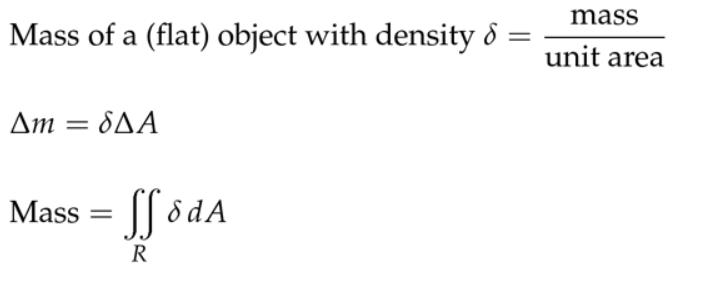 Mass of a (flat) object with density δ = mass / unit area
Δm = δΔA
Mass = ∬_R δ dA